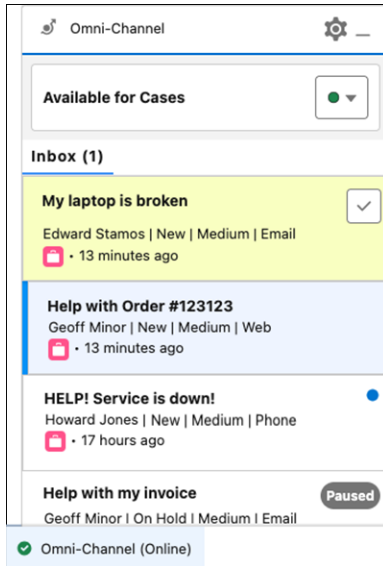 Omni-Channel
Available for Cases
Inbox (1)
My laptop is broken
Edward Stamos | New | Medium | Email
• 13 minutes ago
Help with Order #123123
Geoff Minor | New | Medium | Web
• 13 minutes ago
HELP! Service is down!
Howard Jones | New | Medium | Phone
• 17 hours ago
Help with my invoice
Paused
Geoff Minor | On Hold | Medium | Email
Omni-Channel (Online)